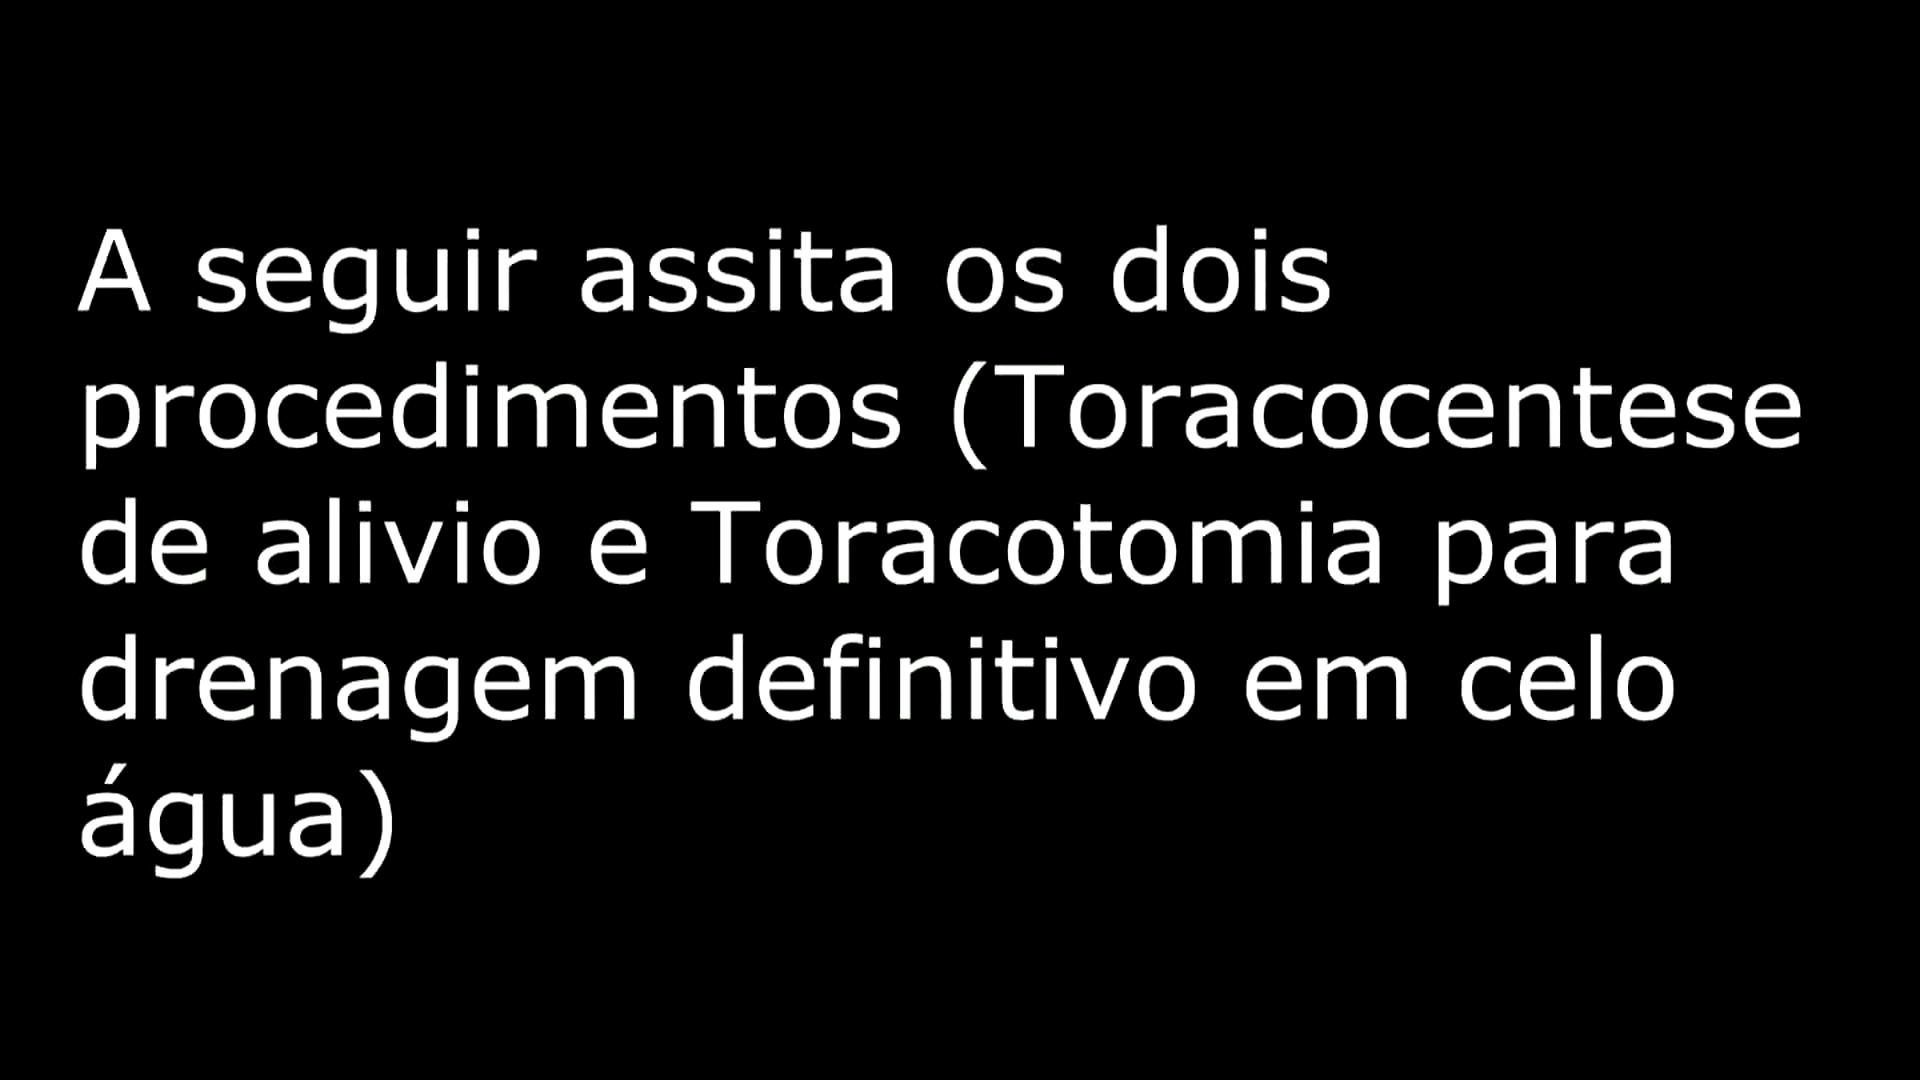 A seguir assita os dois
procedimentos (Toracocentese
de alivio e Toracotomia para
drenagem definitivo em celo
água)